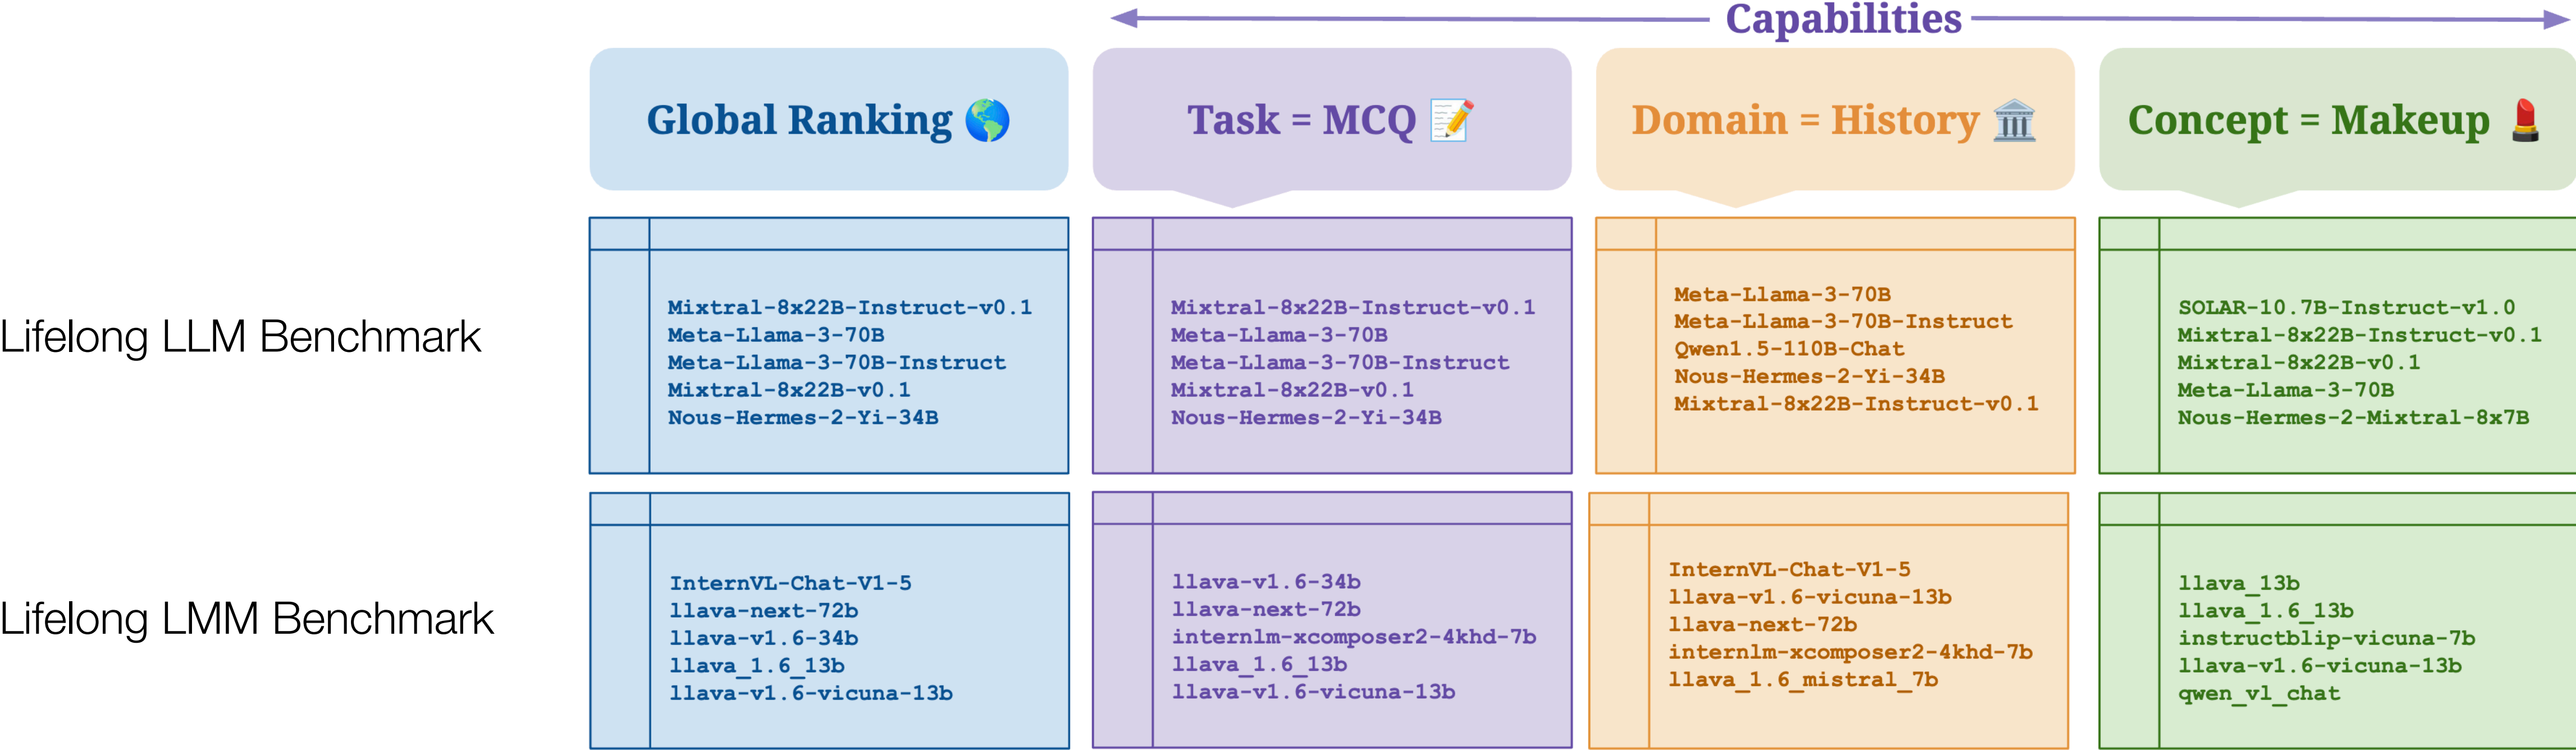 Capabilities
Global Ranking 🌎
Task = MCQ 📝
Domain = History 🏛️
Concept = Makeup 💄
Lifelong LLM Benchmark
Mixtral-8x22B-Instruct-v0.1
Meta-Llama-3-70B
Meta-Llama-3-70B-Instruct
Mixtral-8x22B-v0.1
Nous-Hermes-2-Yi-34B
Mixtral-8x22B-Instruct-v0.1
Meta-Llama-3-70B
Meta-Llama-3-70B-Instruct
Mixtral-8x22B-v0.1
Nous-Hermes-2-Yi-34B
Meta-Llama-3-70B
Meta-Llama-3-70B-Instruct
Qwen1.5-110B-Chat
Nous-Hermes-2-Yi-34B
Mixtral-8x22B-Instruct-v0.1
SOLAR-10.7B-Instruct-v1.0
Mixtral-8x22B-Instruct-v0.1
Mixtral-8x22B-v0.1
Meta-Llama-3-70B
Nous-Hermes-2-Mixtral-8x7B
Lifelong LMM Benchmark
InternVL-Chat-V1-5
llava-next-72b
llava-v1.6-34b
llava_1.6_13b
llava-v1.6-vicuna-13b
llava-v1.6-34b
llava-next-72b
internlm-xcomposer2-4khd-7b
llava_1.6_13b
llava-v1.6-vicuna-13b
InternVL-Chat-V1-5
llava-v1.6-vicuna-13b
llava-next-72b
internlm-xcomposer2-4khd-7b
llava_1.6_mistral_7b
llava_13b
llava_1.6_13b
instructblip-vicuna-7b
llava-v1.6-vicuna-13b
qwen_vl_chat